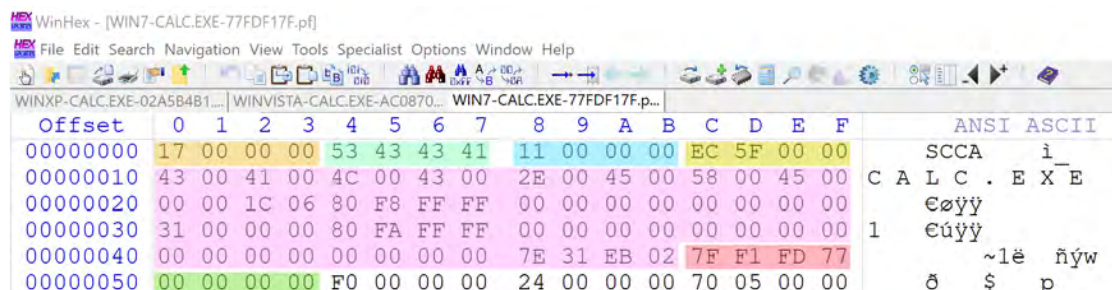 WinHex - [WIN7-CALC.EXE-77FDF17F.pf]
File Edit Search Navigation View Tools Specialist Options Window Help
WINXP-CALC.EXE-02A5B4B1.... WINVISTA-CALC.EXE-AC0870... WIN7-CALC.EXE-77FDF17F.p...
Offset 0 1 2 3 4 5 6 7 8 9 A B C D E F ANSI ASCII
00000000 17 00 00 00 53 43 43 41 11 00 00 00 EC 5F 00 00 SCCA ì_
00000010 43 00 41 00 4C 00 43 00 2E 00 45 00 58 00 45 00 C A L C . E X E
00000020 00 00 1C 06 80 F8 FF FF 00 00 00 00 00 00 00 00 €øÿÿ
00000030 31 00 00 00 80 FA FF FF 00 00 00 00 00 00 00 00 1 €úÿÿ
00000040 00 00 00 00 00 00 00 00 7E 31 EB 02 7F F1 FD 77 ~1ë ñýw
00000050 00 00 00 00 F0 00 00 00 24 00 00 00 70 05 00 00 ð $ p